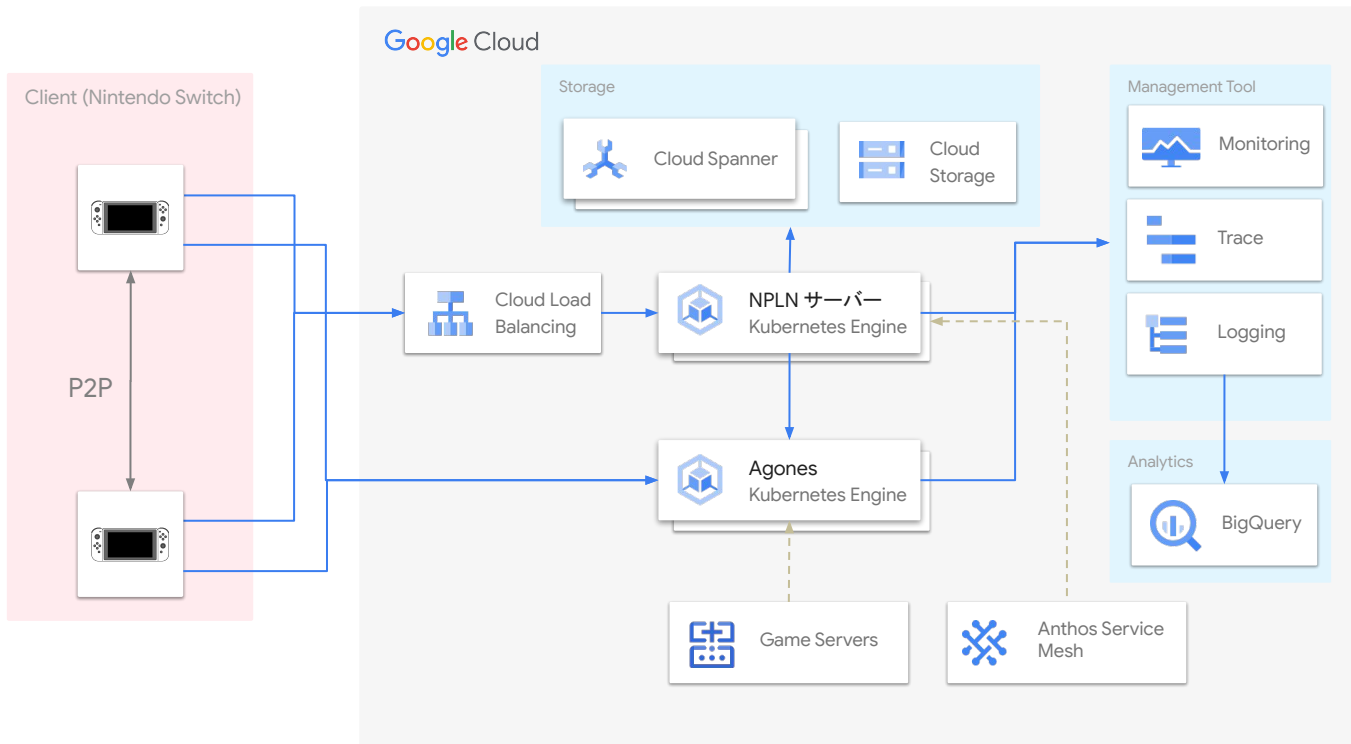 Google Cloud
Client (Nintendo Switch)
P2P
Storage
Cloud Spanner
Cloud
Storage
Cloud Load
Balancing
NPLN サーバー
Kubernetes Engine
Agones
Kubernetes Engine
Game Servers
Anthos Service
Mesh
Management Tool
Monitoring
Trace
Logging
Analytics
BigQuery